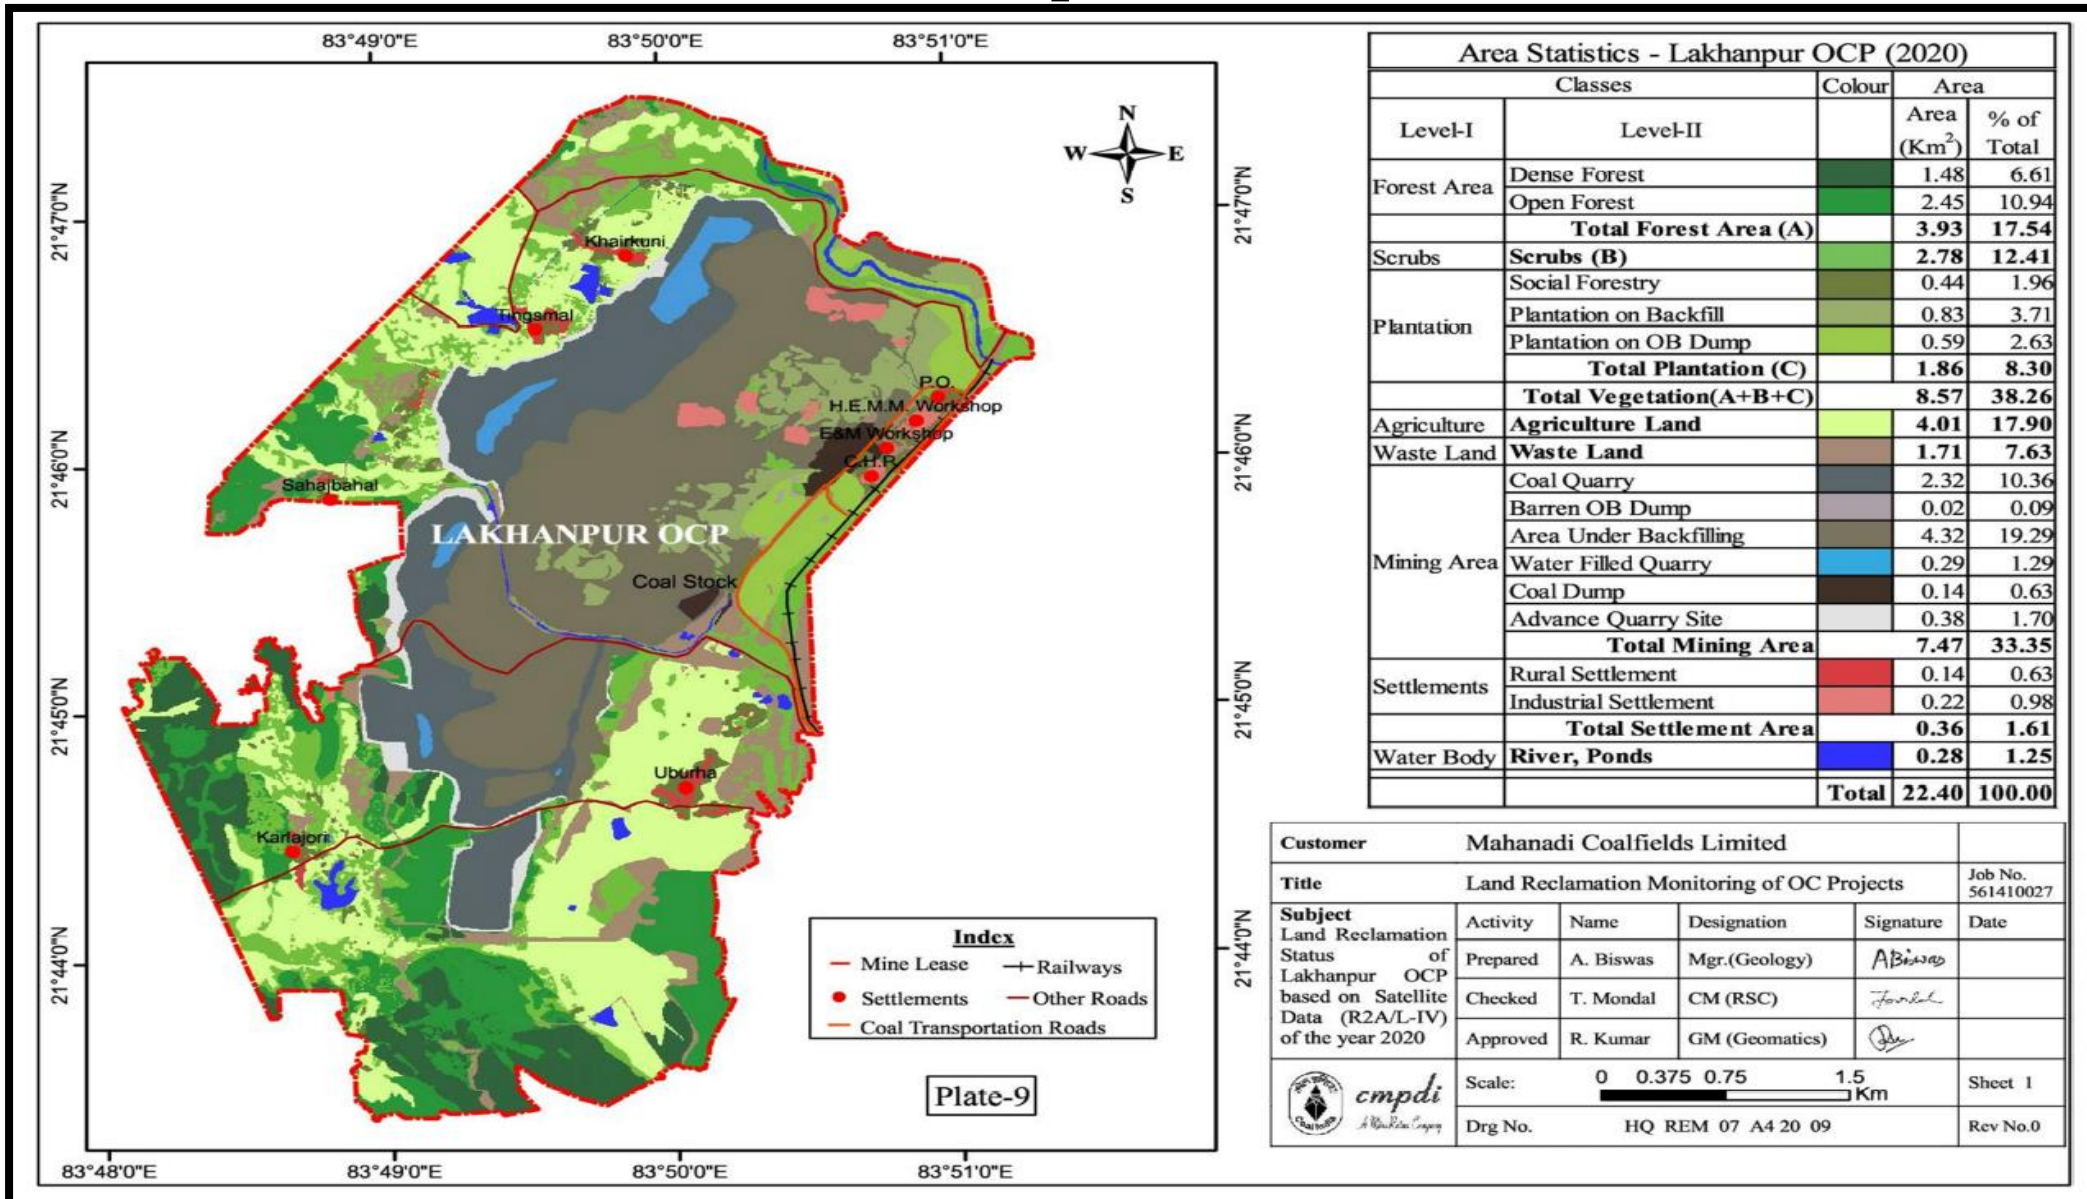 83°49'0"E 83°50'0"E 83°51'0"E
21°47'0"N
21°46'0"N
21°45'0"N
21°44'0"N
N
W E
S
21°47'0"N
21°46'0"N
21°45'0"N
21°44'0"N
Khairkuni
Tingsmal
P.O.
H.E.M.M. Workshop
E&M Workshop
C.H.P.
Sahajbahal
LAKHANPUR OCP
Coal Stock
Uburha
Karlajori
Index
Mine Lease Railways
Settlements Other Roads
Coal Transportation Roads
Plate-9
83°48'0"E 83°49'0"E 83°50'0"E 83°51'0"E
Area Statistics - Lakhanpur OCP (2020)
Classes Colour Area
Level-I Level-II Area (Km²) % of Total
Forest Area Dense Forest 1.48 6.61
Open Forest 2.45 10.94
Total Forest Area (A) 3.93 17.54
Scrubs Scrubs (B) 2.78 12.41
Plantation Social Forestry 0.44 1.96
Plantation on Backfill 0.83 3.71
Plantation on OB Dump 0.59 2.63
Total Plantation (C) 1.86 8.30
Total Vegetation(A+B+C) 8.57 38.26
Agriculture Agriculture Land 4.01 17.90
Waste Land Waste Land 1.71 7.63
Mining Area Coal Quarry 2.32 10.36
Barren OB Dump 0.02 0.09
Area Under Backfilling 4.32 19.29
Water Filled Quarry 0.29 1.29
Coal Dump 0.14 0.63
Advance Quarry Site 0.38 1.70
Total Mining Area 7.47 33.35
Settlements Rural Settlement 0.14 0.63
Industrial Settlement 0.22 0.98
Total Settlement Area 0.36 1.61
Water Body River, Ponds 0.28 1.25
Total 22.40 100.00
Customer Mahanadi Coalfields Limited
Title Land Reclamation Monitoring of OC Projects Job No. 561410027
Subject
Land Reclamation
Status of
Lakhanpur OCP
based on Satellite
Data (R2A/L-IV)
of the year 2020
Activity Name Designation Signature Date
Prepared A. Biswas Mgr.(Geology) ABiswas
Checked T. Mondal CM (RSC)
Approved R. Kumar GM (Geomatics)
cmpdi
Coal India
Scale: 0 0.375 0.75 1.5 Km Sheet 1
Drg No. HQ REM 07 A4 20 09 Rev No.0